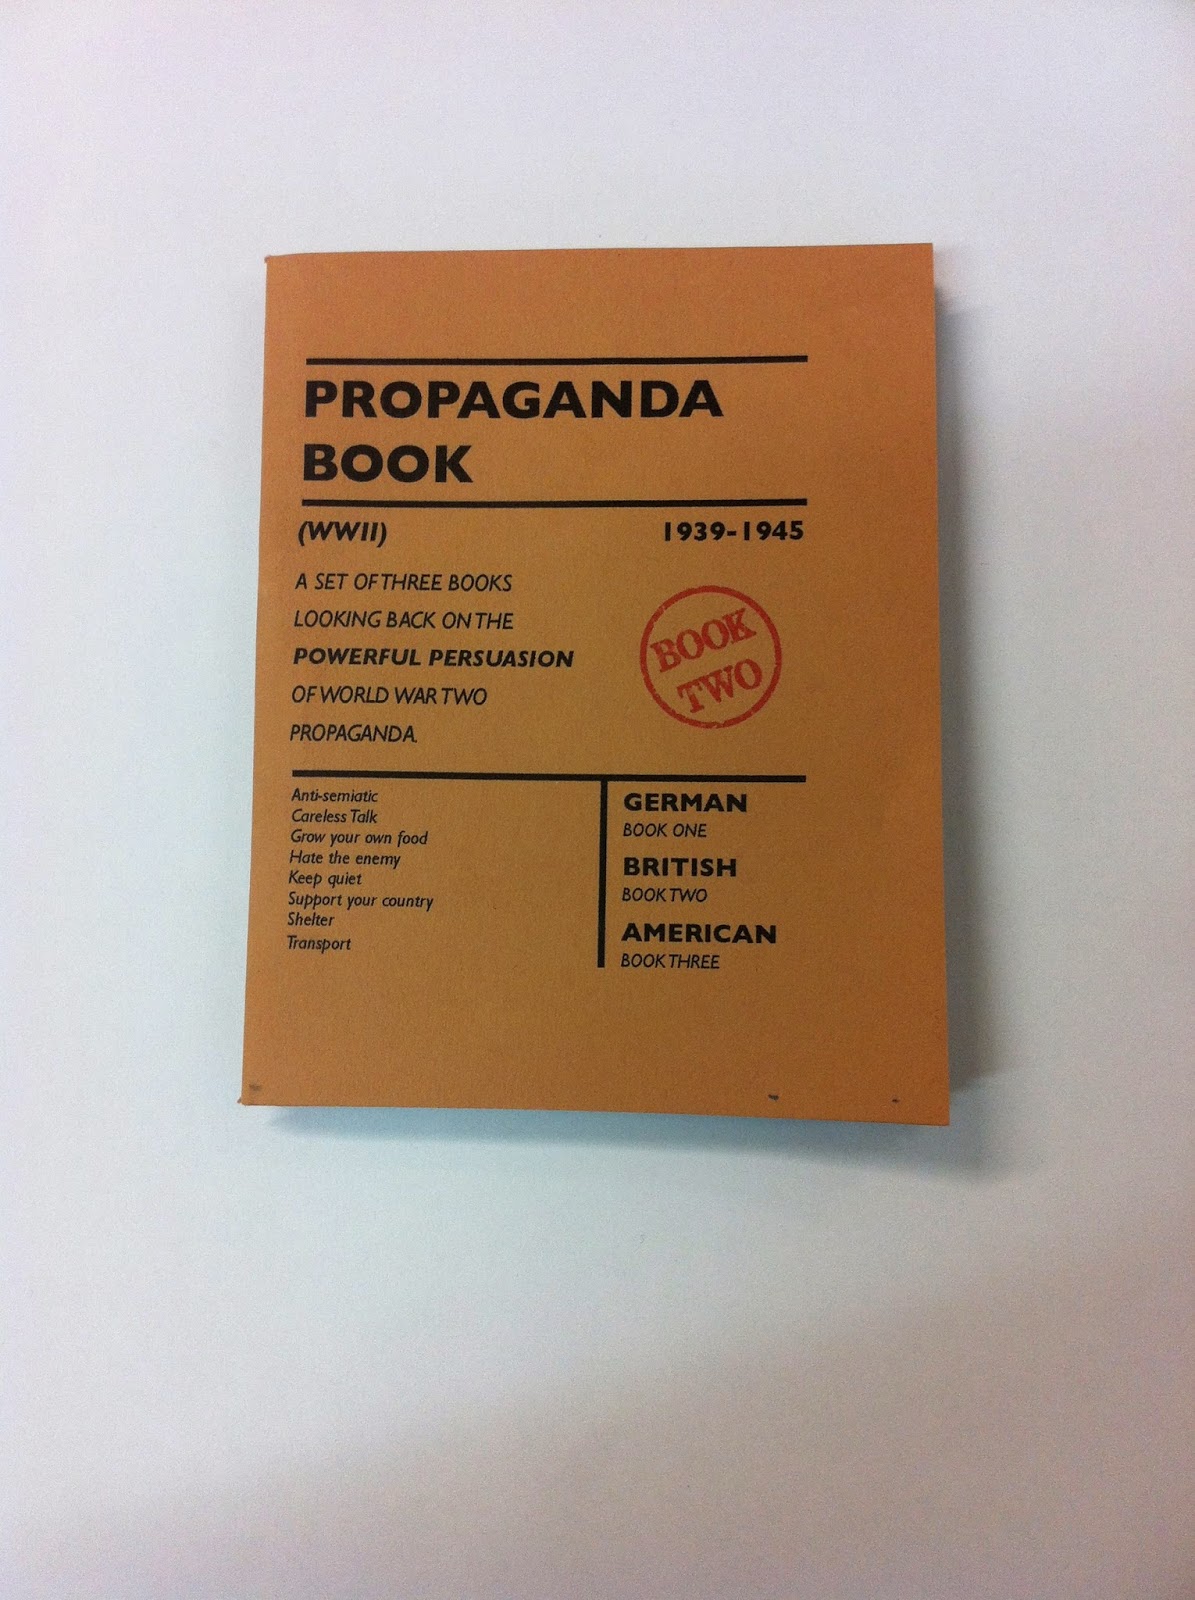 PROPAGANDA
BOOK
(WWII)
1939-1945
A SET OF THREE BOOKS
LOOKING BACK ON THE
POWERFUL PERSUASION
OF WORLD WAR TWO
PROPAGANDA.
BOOK
TWO
Anti-semiatic
Careless Talk
Grow your own food
Hate the enemy
Keep quiet
Support your country
Shelter
Transport
GERMAN
BOOK ONE
BRITISH
BOOK TWO
AMERICAN
BOOK THREE